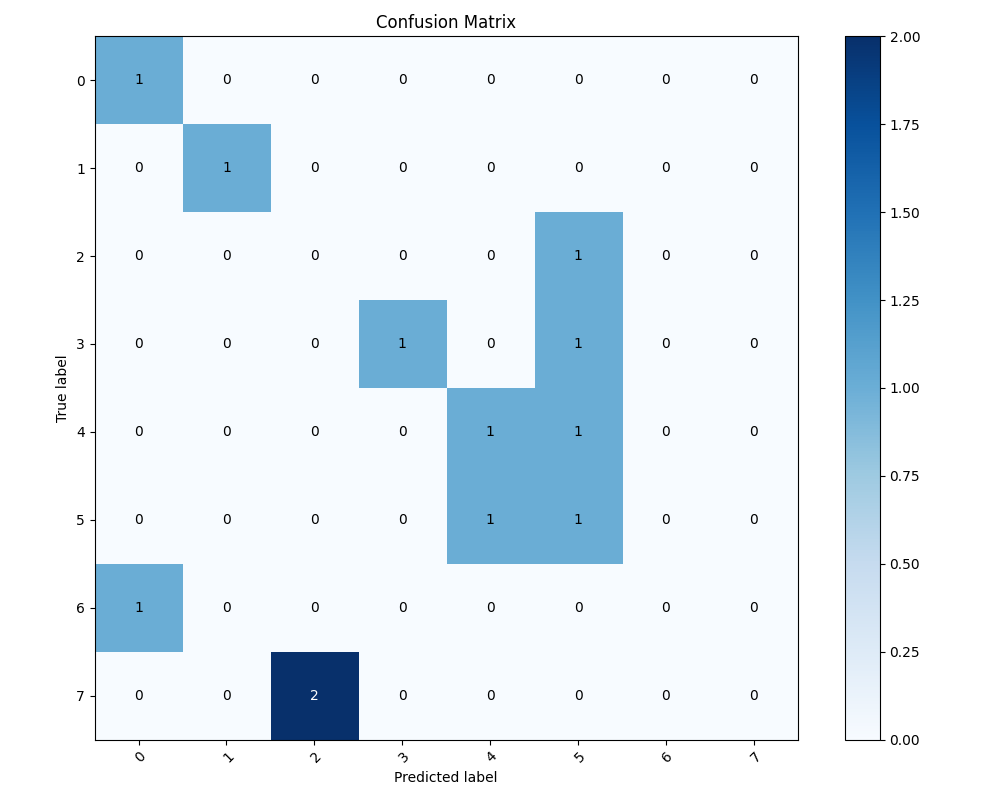 Confusion Matrix
0 1 0 0 0 0 0 0 0
1 0 1 0 0 0 0 0 0
2 0 0 0 0 0 1 0 0
3 0 0 0 1 0 1 0 0
4 0 0 0 0 1 1 0 0
5 0 0 0 0 1 1 0 0
6 1 0 0 0 0 0 0 0
7 0 0 2 0 0 0 0 0
0 1 2 3 4 5 6 7
True label
Predicted label
2.00
1.75
1.50
1.25
1.00
0.75
0.50
0.25
0.00